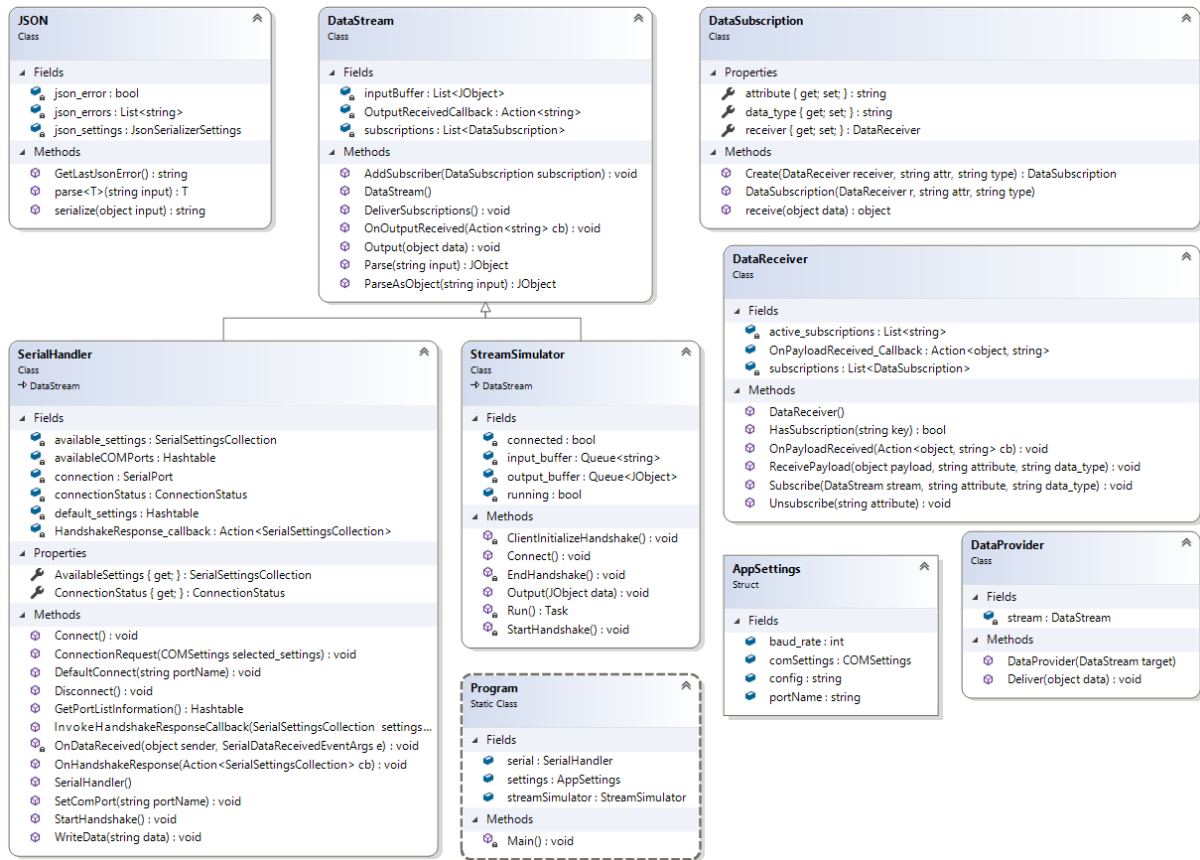 JSON
Class
Fields
json_error : bool
json_errors : List<string>
json_settings : JsonSerializerSettings
Methods
GetLastJsonError() : string
parse<T>(string input) : T
serialize(object input) : string
DataStream
Class
Fields
inputBuffer : List<JObject>
OutputReceivedCallback : Action<string>
subscriptions : List<DataSubscription>
Methods
AddSubscriber(DataSubscription subscription) : void
DataStream()
DeliverSubscriptions() : void
OnOutputReceived(Action<string> cb) : void
Output(object data) : void
Parse(string input) : JObject
ParseAsObject(string input) : JObject
DataSubscription
Class
Properties
attribute { get; set; } : string
data_type { get; set; } : string
receiver { get; set; } : DataReceiver
Methods
Create(DataReceiver receiver, string attr, string type) : DataSubscription
DataSubscription(DataReceiver r, string attr, string type)
receive(object data) : object
DataReceiver
Class
Fields
active_subscriptions : List<string>
OnPayloadReceived_Callback : Action<object, string>
subscriptions : List<DataSubscription>
Methods
DataReceiver()
HasSubscription(string key) : bool
OnPayloadReceived(Action<object, string> cb) : void
ReceivePayload(object payload, string attribute, string data_type) : void
Subscribe(DataStream stream, string attribute, string data_type) : void
Unsubscribe(string attribute) : void
SerialHandler
Class
DataStream
Fields
available_settings : SerialSettingsCollection
availableCOMPorts : Hashtable
connection : SerialPort
connectionStatus : ConnectionStatus
default_settings : Hashtable
HandshakeResponse_callback : Action<SerialSettingsCollection>
Properties
AvailableSettings { get; } : SerialSettingsCollection
ConnectionStatus { get; } : ConnectionStatus
Methods
Connect() : void
ConnectionRequest(COMSettings selected_settings) : void
DefaultConnect(string portName) : void
Disconnect() : void
GetPortListInformation() : Hashtable
InvokeHandshakeResponseCallback(SerialSettingsCollection settings...
OnDataReceived(object sender, SerialDataReceivedEventArgs e) : void
OnHandshakeResponse(Action<SerialSettingsCollection> cb) : void
SerialHandler()
SetComPort(string portName) : void
StartHandshake() : void
WriteData(string data) : void
StreamSimulator
Class
DataStream
Fields
connected : bool
input_buffer : Queue<string>
output_buffer : Queue<JObject>
running : bool
Methods
ClientInitializeHandshake() : void
Connect() : void
EndHandshake() : void
Output(JObject data) : void
Run() : Task
StartHandshake() : void
Program
Static Class
Fields
serial : SerialHandler
settings : AppSettings
streamSimulator : StreamSimulator
Methods
Main() : void
AppSettings
Struct
Fields
baud_rate : int
comSettings : COMSettings
config : string
portName : string
DataProvider
Class
Fields
stream : DataStream
Methods
DataProvider(DataStream target)
Deliver(object data) : void